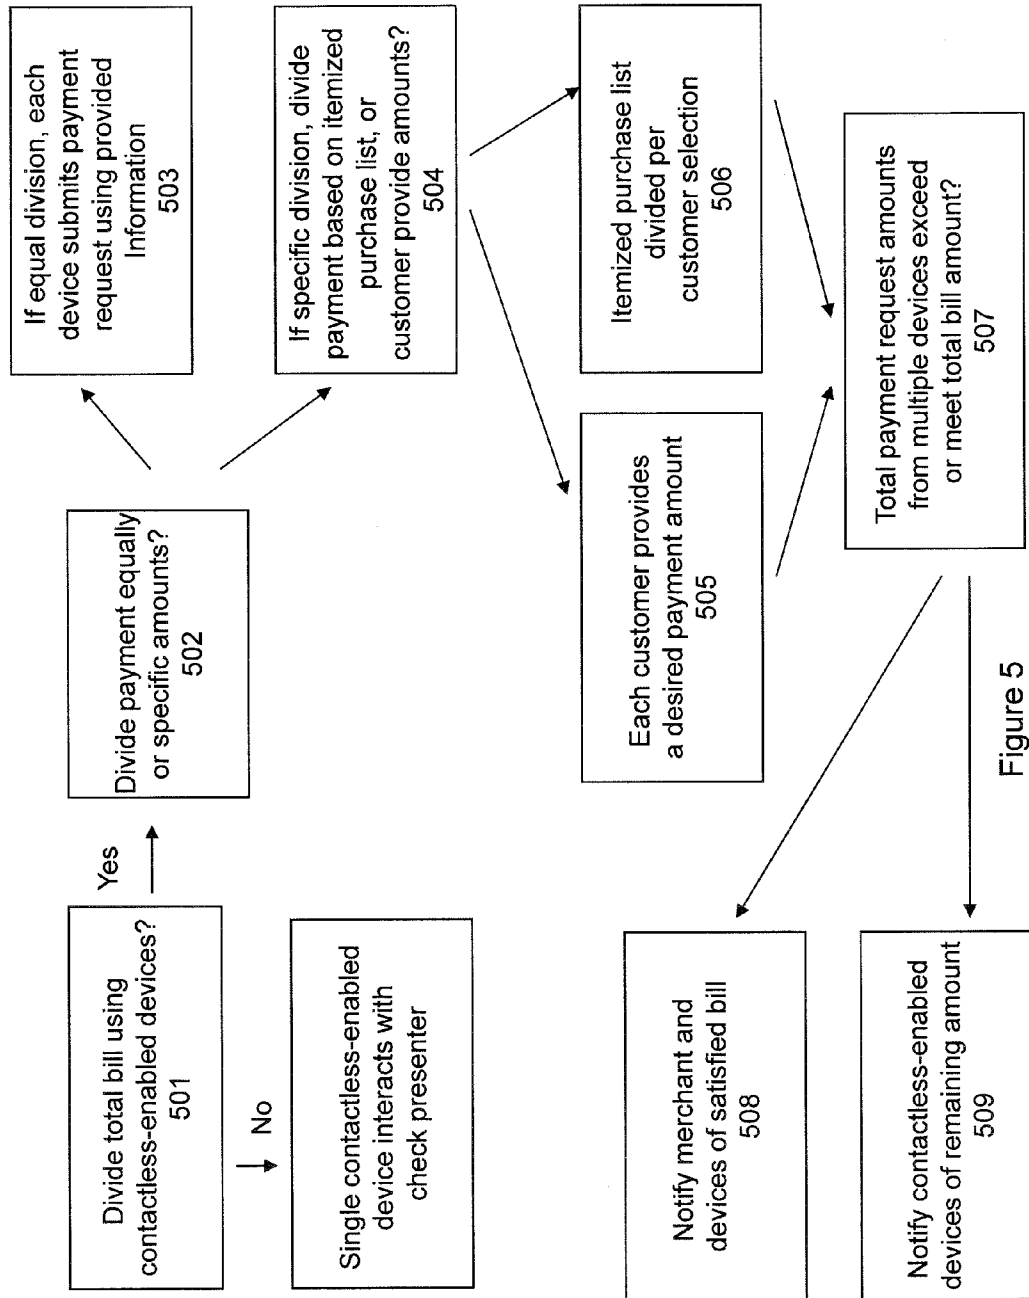 Divide total bill using
contactless-enabled devices?
501
Yes
No
Single contactless-enabled
device interacts with
check presenter
Divide payment equally
or specific amounts?
502
If equal division, each
device submits payment
request using provided
Information
503
If specific division, divide
payment based on itemized
purchase list, or
customer provide amounts?
504
Each customer provides
a desired payment amount
505
Itemized purchase list
divided per
customer selection
506
Total payment request amounts
from multiple devices exceed
or meet total bill amount?
507
Notify merchant and
devices of satisfied bill
508
Notify contactless-enabled
devices of remaining amount
509
Figure 5